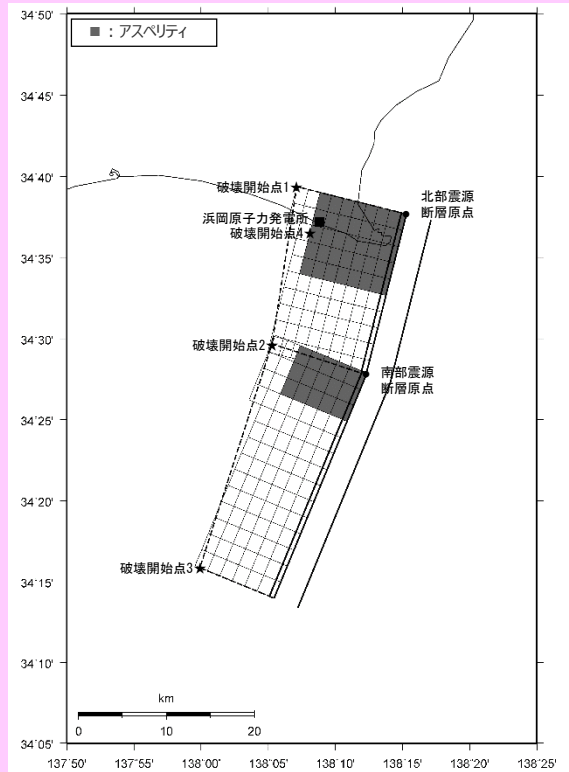 34°50'
■ : アスペリティ
34°45'
34°40'
破壊開始点1
北部震源
断層原点
浜岡原子力発電所
破壊開始点4
34°35'
34°30'
破壊開始点2
南部震源
断層原点
34°25'
34°20'
破壊開始点3
34°15'
34°10'
km
0 10 20
34°05'
137°50' 137°55' 138°00' 138°05' 138°10' 138°15' 138°20' 138°25'